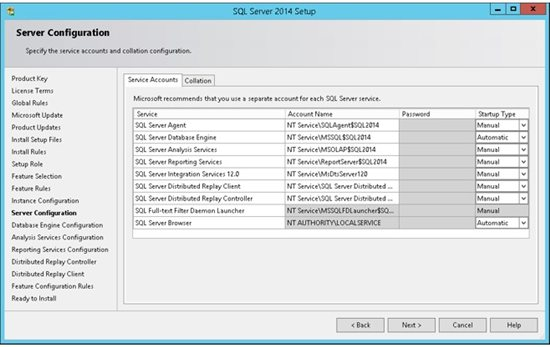 SQL Server 2014 Setup
Server Configuration
Specify the service accounts and collation configuration.
Product Key
License Terms
Global Rules
Microsoft Update
Product Updates
Install Setup Files
Install Rules
Setup Role
Feature Selection
Feature Rules
Instance Configuration
Server Configuration
Database Engine Configuration
Analysis Services Configuration
Reporting Services Configuration
Distributed Replay Controller
Distributed Replay Client
Feature Configuration Rules
Ready to Install
Service Accounts Collation
Microsoft recommends that you use a separate account for each SQL Server service.
Service Account Name Password Startup Type
SQL Server Agent NT Service\SQLAgent$SQL2014 Manual
SQL Server Database Engine NT Service\MSSQL$SQL2014 Automatic
SQL Server Analysis Services NT Service\MSOLAP$SQL2014 Manual
SQL Server Reporting Services NT Service\ReportServer$SQL2014 Manual
SQL Server Integration Services 12.0 NT Service\MsDtsServer120 Manual
SQL Server Distributed Replay Client NT Service\SQL Server Distributed ... Manual
SQL Server Distributed Replay Controller NT Service\SQL Server Distributed ... Manual
SQL Full-text Filter Daemon Launcher NT Service\MSSQLFDLauncher$SQ... Manual
SQL Server Browser NT AUTHORITY\LOCALSERVICE Automatic
< Back Next > Cancel Help